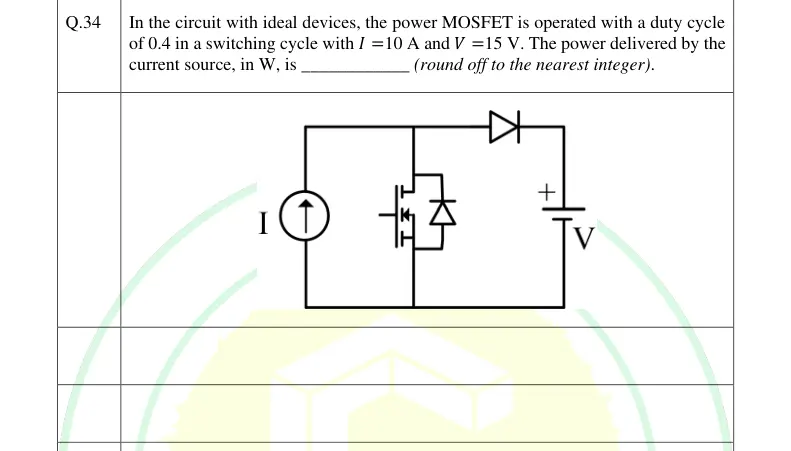 Q.34
In the circuit with ideal devices, the power MOSFET is operated with a duty cycle
of 0.4 in a switching cycle with I =10 A and V =15 V. The power delivered by the
current source, in W, is ____________ (round off to the nearest integer).
I
+
V